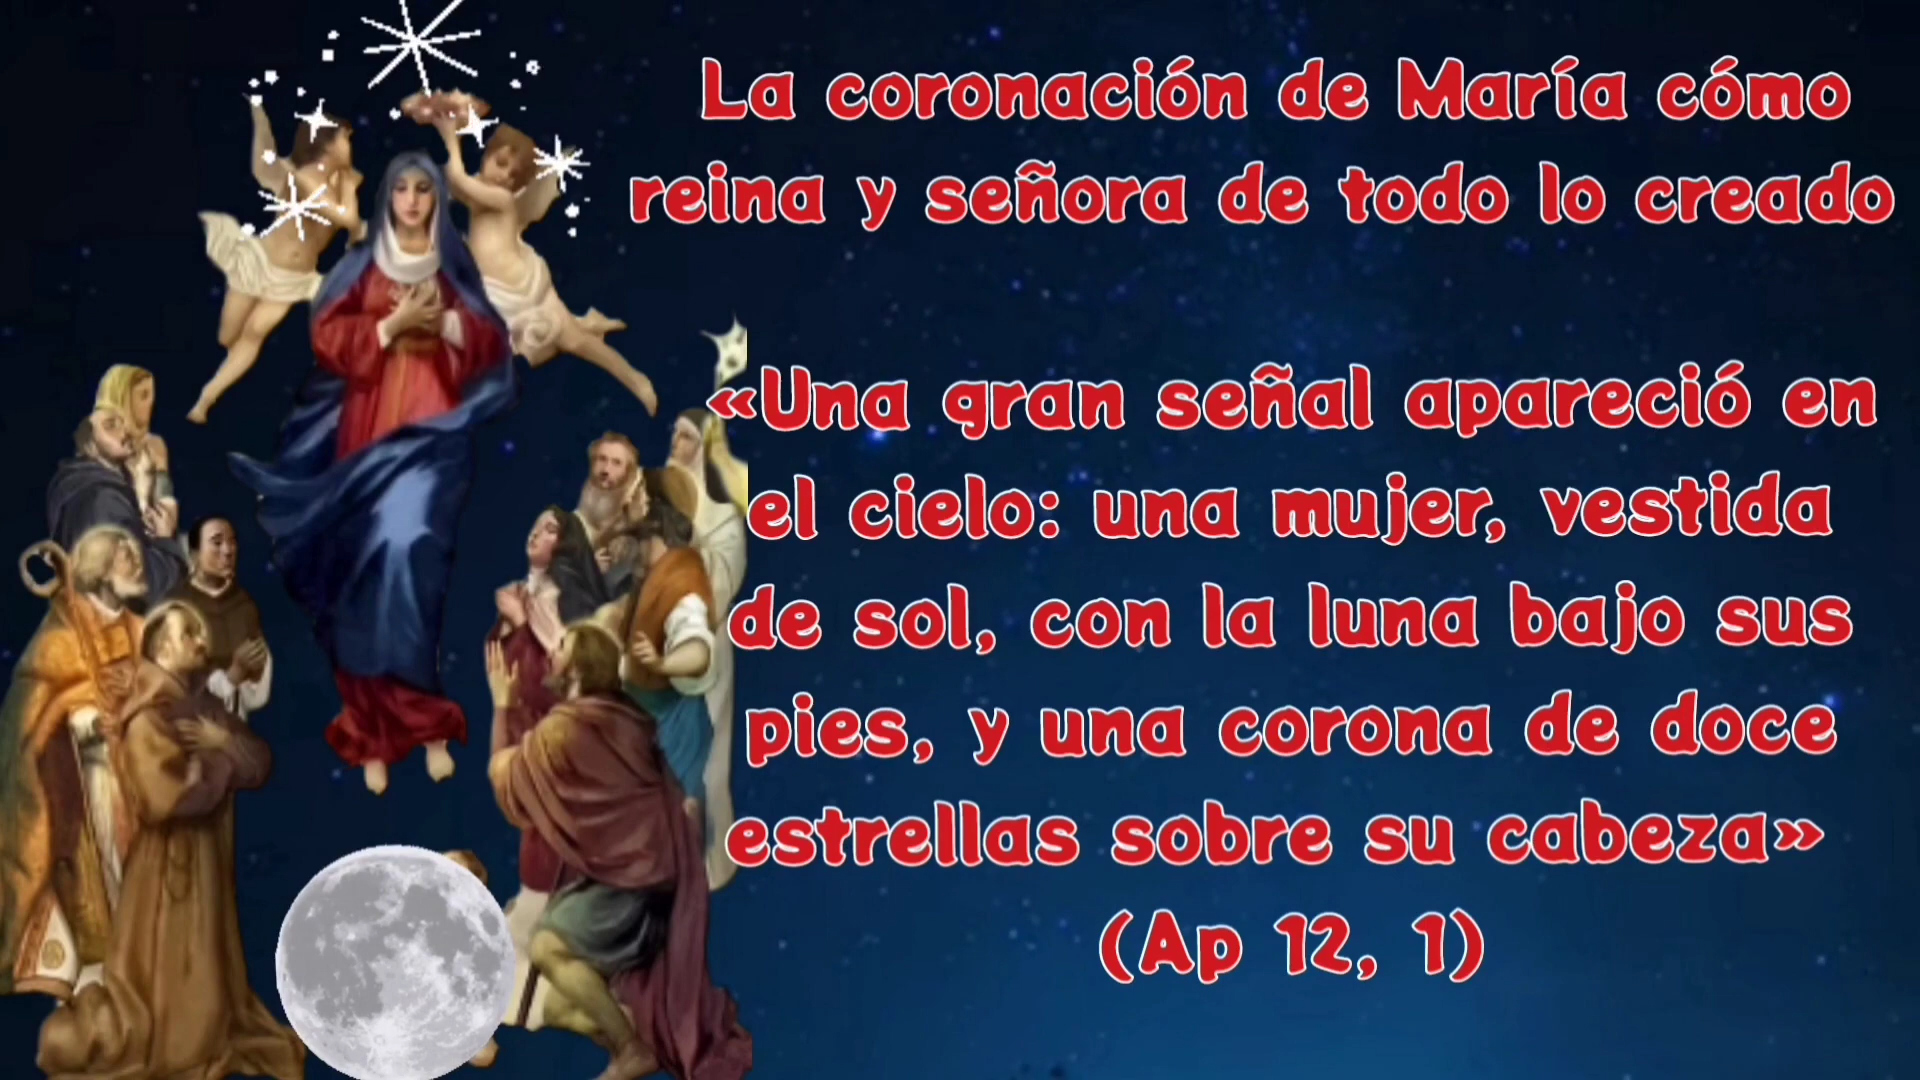 La coronación de María cómo
reina y señora de todo lo creado
«Una gran señal apareció en
el cielo: una mujer, vestida
de sol, con la luna bajo sus
pies, y una corona de doce
estrellas sobre su cabeza»
(Ap 12, 1)